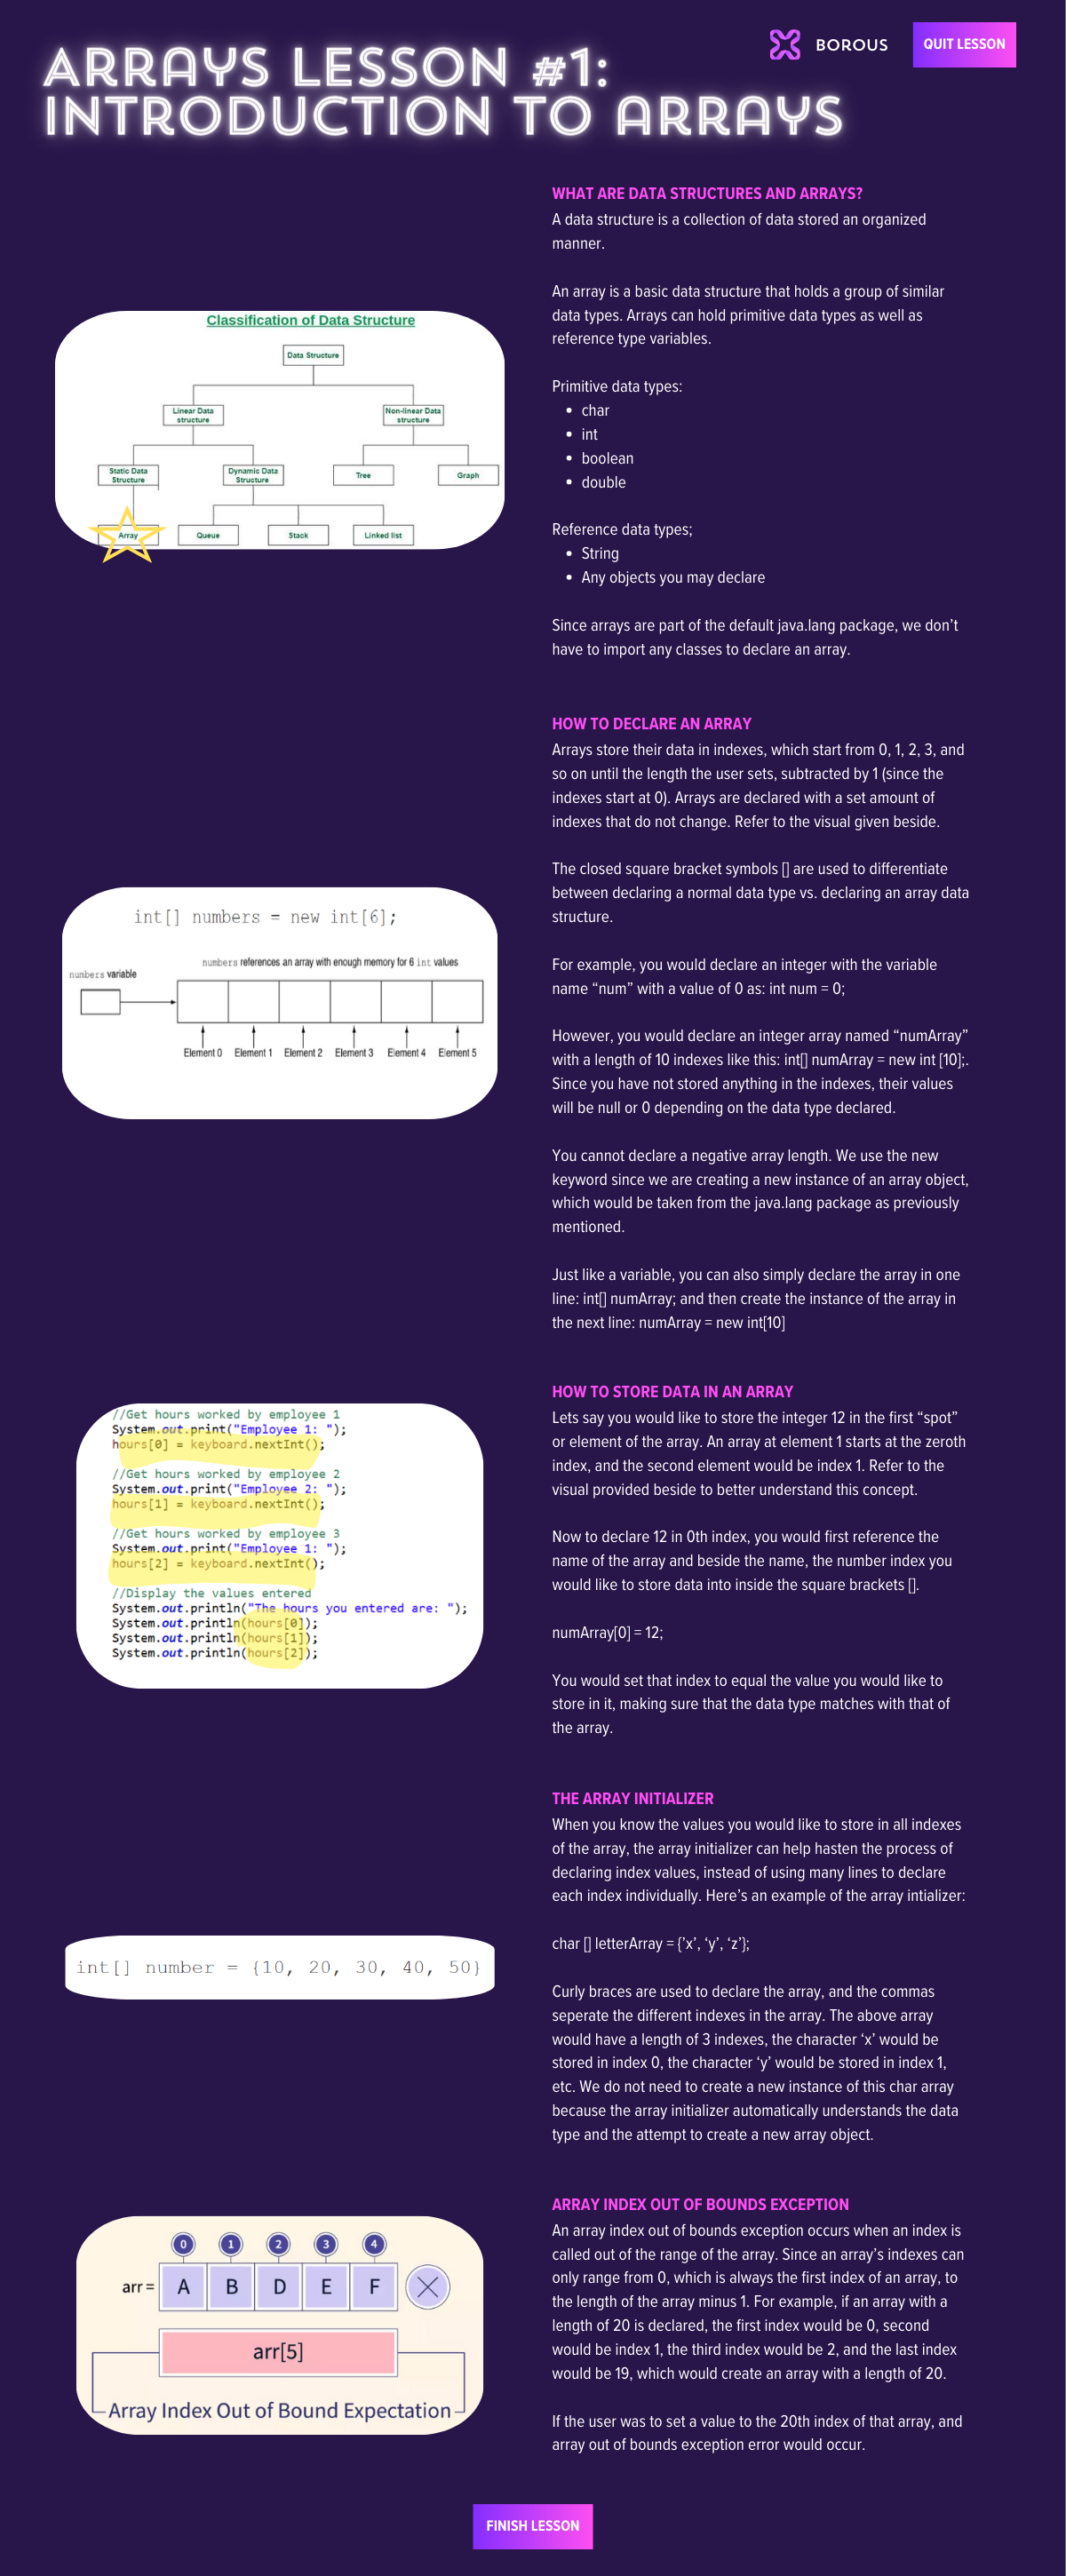 ARRAYS LESSON #1:
INTRODUCTION TO ARRAYS
BOROUS
QUIT LESSON
WHAT ARE DATA STRUCTURES AND ARRAYS?
A data structure is a collection of data stored an organized
manner.
An array is a basic data structure that holds a group of similar
data types. Arrays can hold primitive data types as well as
reference type variables.
Primitive data types:
• char
• int
• boolean
• double
Reference data types;
• String
• Any objects you may declare
Since arrays are part of the default java.lang package, we don't
have to import any classes to declare an array.
Classification of Data Structure
Data Structure
Linear Data
structure
Non-linear Data
structure
Static Data
Structure
Dynamic Data
Structure
Tree
Graph
Array
Queue
Stack
Linked list
HOW TO DECLARE AN ARRAY
Arrays store their data in indexes, which start from 0, 1, 2, 3, and
so on until the length the user sets, subtracted by 1 (since the
indexes start at 0). Arrays are declared with a set amount of
indexes that do not change. Refer to the visual given beside.
The closed square bracket symbols [] are used to differentiate
between declaring a normal data type vs. declaring an array data
structure.
For example, you would declare an integer with the variable
name “num” with a value of 0 as: int num = 0;
However, you would declare an integer array named “numArray”
with a length of 10 indexes like this: int[] numArray = new int [10];.
Since you have not stored anything in the indexes, their values
will be null or 0 depending on the data type declared.
You cannot declare a negative array length. We use the new
keyword since we are creating a new instance of an array object,
which would be taken from the java.lang package as previously
mentioned.
Just like a variable, you can also simply declare the array in one
line: int[] numArray; and then create the instance of the array in
the next line: numArray = new int[10]
int[] numbers = new int[6];
numbers references an array with enough memory for 6 int values
numbers variable
Element 0 Element 1 Element 2 Element 3 Element 4 Element 5
HOW TO STORE DATA IN AN ARRAY
Lets say you would like to store the integer 12 in the first “spot”
or element of the array. An array at element 1 starts at the zeroth
index, and the second element would be index 1. Refer to the
visual provided beside to better understand this concept.
Now to declare 12 in 0th index, you would first reference the
name of the array and beside the name, the number index you
would like to store data into inside the square brackets [].
numArray[0] = 12;
You would set that index to equal the value you would like to
store in it, making sure that the data type matches with that of
the array.
//Get hours worked by employee 1
System.out.print("Employee 1: ");
hours[0] = keyboard.nextInt();
//Get hours worked by employee 2
System.out.print("Employee 2: ");
hours[1] = keyboard.nextInt();
//Get hours worked by employee 3
System.out.print("Employee 1: ");
hours[2] = keyboard.nextInt();
//Display the values entered
System.out.println("The hours you entered are: ");
System.out.println(hours[0]);
System.out.println(hours[1]);
System.out.println(hours[2]);
THE ARRAY INITIALIZER
When you know the values you would like to store in all indexes
of the array, the array initializer can help hasten the process of
declaring index values, instead of using many lines to declare
each index individually. Here's an example of the array intializer:
char [] letterArray = {'x', ‘y’, ‘z’};
Curly braces are used to declare the array, and the commas
seperate the different indexes in the array. The above array
would have a length of 3 indexes, the character ‘x’ would be
stored in index 0, the character ‘y’ would be stored in index 1,
etc. We do not need to create a new instance of this char array
because the array initializer automatically understands the data
type and the attempt to create a new array object.
int[] number = {10, 20, 30, 40, 50}
ARRAY INDEX OUT OF BOUNDS EXCEPTION
An array index out of bounds exception occurs when an index is
called out of the range of the array. Since an array's indexes can
only range from 0, which is always the first index of an array, to
the length of the array minus 1. For example, if an array with a
length of 20 is declared, the first index would be 0, second
would be index 1, the third index would be 2, and the last index
would be 19, which would create an array with a length of 20.
If the user was to set a value to the 20th index of that array, and
array out of bounds exception error would occur.
0 1 2 3 4
arr = A B D E F
arr[5]
Array Index Out of Bound Expectation
FINISH LESSON